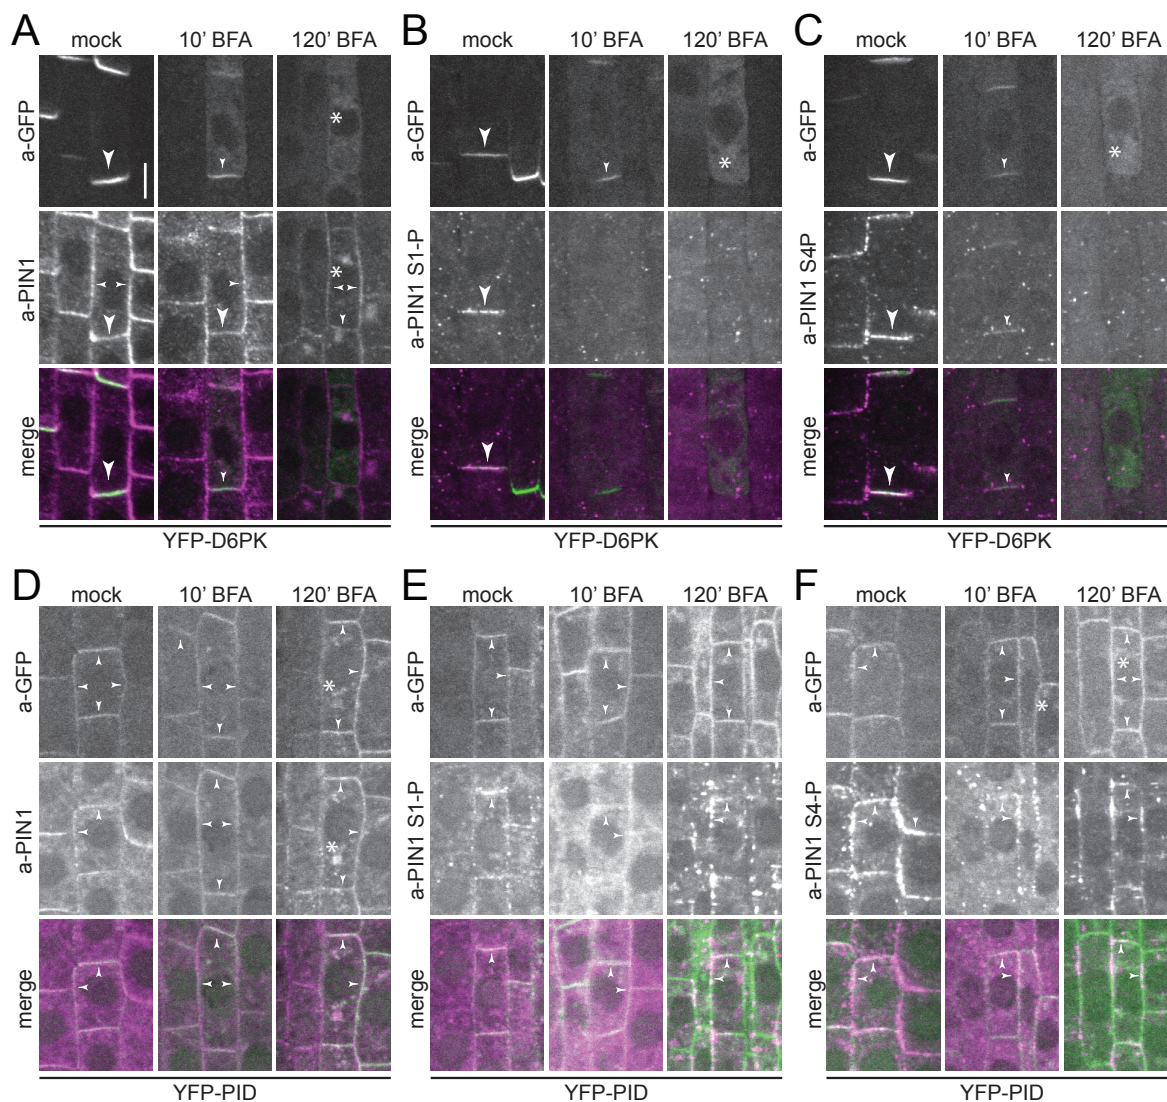 A
mock
10' BFA
120' BFA
a-GFP
*
a-PIN1
*
merge
YFP-D6PK
B
mock
10' BFA
120' BFA
a-GFP
*
a-PIN1 S1-P
merge
YFP-D6PK
C
mock
10' BFA
120' BFA
a-GFP
*
a-PIN1 S4P
merge
YFP-D6PK
D
mock
10' BFA
120' BFA
a-GFP
*
a-PIN1
*
merge
YFP-PID
E
mock
10' BFA
120' BFA
a-GFP
a-PIN1 S1-P
merge
YFP-PID
F
mock
10' BFA
120' BFA
a-GFP
*
*
a-PIN1 S4-P
merge
YFP-PID